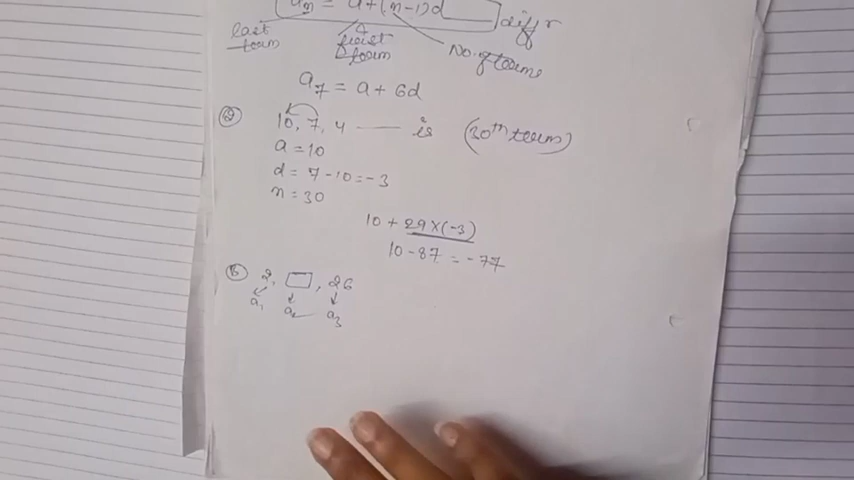 an = a + (n-1)d diffr
last term
first term
No. of terms
a7 = a + 6d
Q
10, 7, 4 —— is (30th term)
a = 10
d = 7 - 10 = -3
n = 30
10 + 29 × (-3)
10 - 87 = -77
2, □, 26
a1 a2 a3